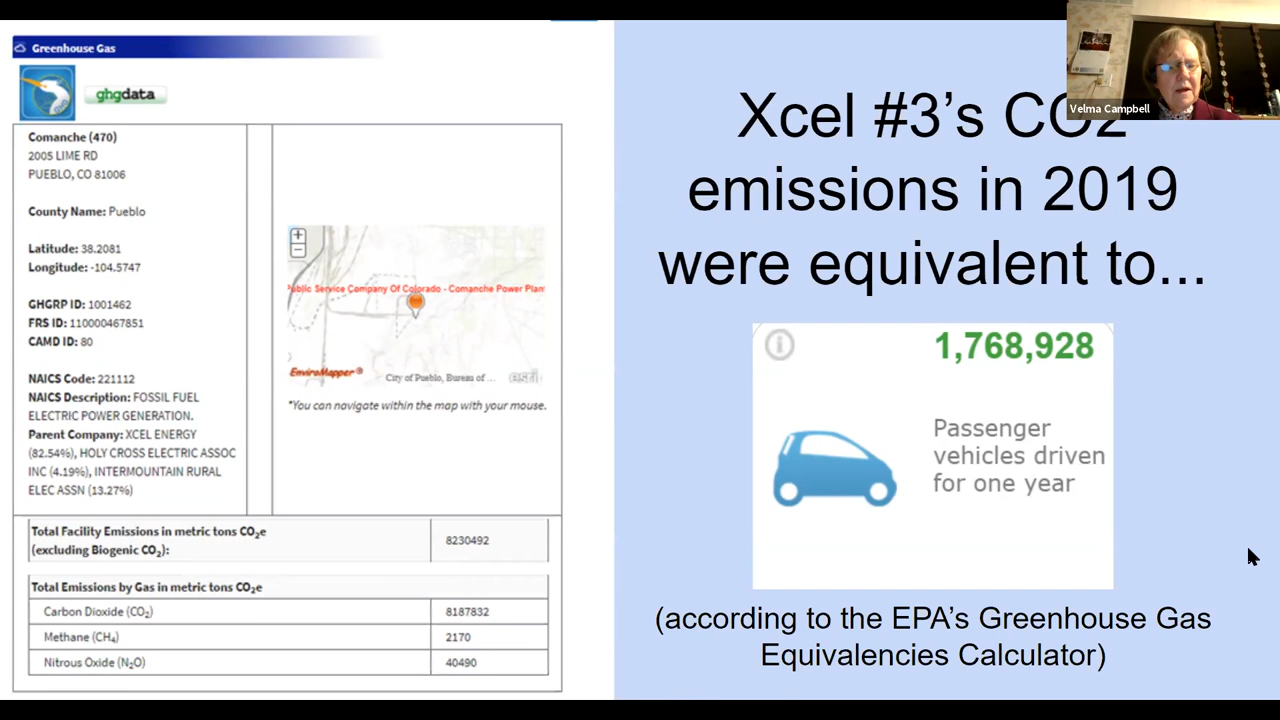 Greenhouse Gas
ghgdata
Comanche (470)
2005 LIME RD
PUEBLO, CO 81006
County Name: Pueblo
Latitude: 38.2081
Longitude: -104.5747
GHGRP ID: 1001462
FRS ID: 110000467851
CAMD ID: 80
NAICS Code: 221112
NAICS Description: FOSSIL FUEL
ELECTRIC POWER GENERATION.
Parent Company: XCEL ENERGY
(82.54%), HOLY CROSS ELECTRIC ASSOC
INC (4.19%), INTERMOUNTAIN RURAL
ELEC ASSN (13.27%)
+
−
Public Service Company Of Colorado - Comanche Power Plant
EnviroMapper®
City of Pueblo, Bureau of ...
esri
*You can navigate within the map with your mouse.
Total Facility Emissions in metric tons CO₂e
(excluding Biogenic CO₂):
8230492
Total Emissions by Gas in metric tons CO₂e
Carbon Dioxide (CO₂) 8187832
Methane (CH₄) 2170
Nitrous Oxide (N₂O) 40490
Velma Campbell
Xcel #3’s CO2
emissions in 2019
were equivalent to...
1,768,928
Passenger
vehicles driven
for one year
(according to the EPA’s Greenhouse Gas
Equivalencies Calculator)